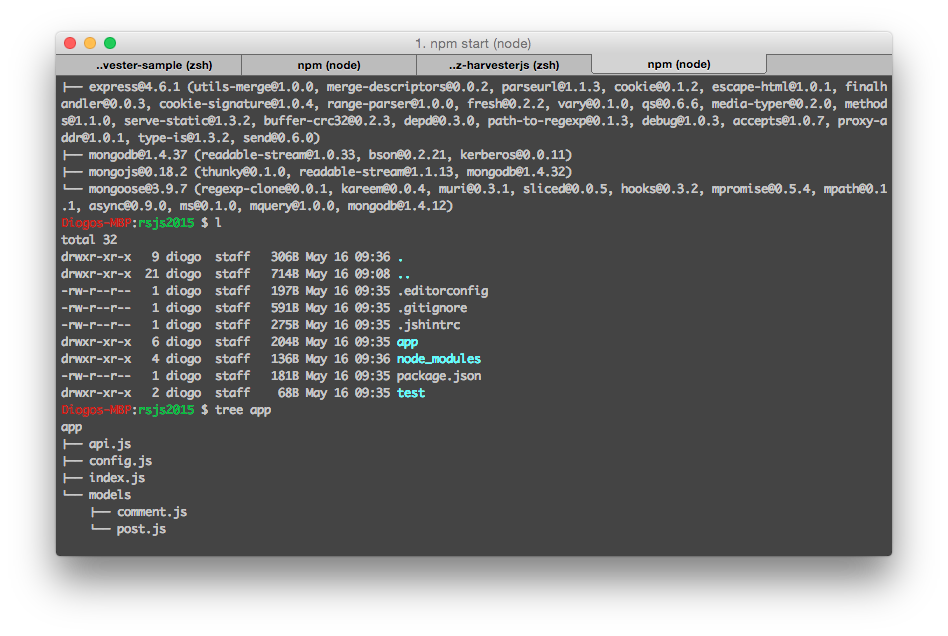 1. npm start (node)
..vester-sample (zsh) npm (node) ..z-harvesterjs (zsh) npm (node)
├── express@4.6.1 (utils-merge@1.0.0, merge-descriptors@0.0.2, parseurl@1.1.3, cookie@0.1.2, escape-html@1.0.1, finalh
andler@0.0.3, cookie-signature@1.0.4, range-parser@1.0.0, fresh@0.2.2, vary@0.1.0, qs@0.6.6, media-typer@0.2.0, method
s@1.1.0, serve-static@1.3.2, buffer-crc32@0.2.3, depd@0.3.0, path-to-regexp@0.1.3, debug@1.0.3, accepts@1.0.7, proxy-a
ddr@1.0.1, type-is@1.3.2, send@0.6.0)
├── mongodb@1.4.37 (readable-stream@1.0.33, bson@0.2.21, kerberos@0.0.11)
├── mongojs@0.18.2 (thunky@0.1.0, readable-stream@1.1.13, mongodb@1.4.32)
└── mongoose@3.9.7 (regexp-clone@0.0.1, kareem@0.0.4, muri@0.3.1, sliced@0.0.5, hooks@0.3.2, mpromise@0.5.4, mpath@0.1
.1, async@0.9.0, ms@0.1.0, mquery@1.0.0, mongodb@1.4.12)
Diogos-MBP:rsjs2015 $ l
total 32
drwxr-xr-x 9 diogo staff 306B May 16 09:36 .
drwxr-xr-x 21 diogo staff 714B May 16 09:08 ..
-rw-r--r-- 1 diogo staff 197B May 16 09:35 .editorconfig
-rw-r--r-- 1 diogo staff 591B May 16 09:35 .gitignore
-rw-r--r-- 1 diogo staff 275B May 16 09:35 .jshintrc
drwxr-xr-x 6 diogo staff 204B May 16 09:35 app
drwxr-xr-x 4 diogo staff 136B May 16 09:36 node_modules
-rw-r--r-- 1 diogo staff 181B May 16 09:35 package.json
drwxr-xr-x 2 diogo staff 68B May 16 09:35 test
Diogos-MBP:rsjs2015 $ tree app
app
├── api.js
├── config.js
├── index.js
└── models
    ├── comment.js
    └── post.js